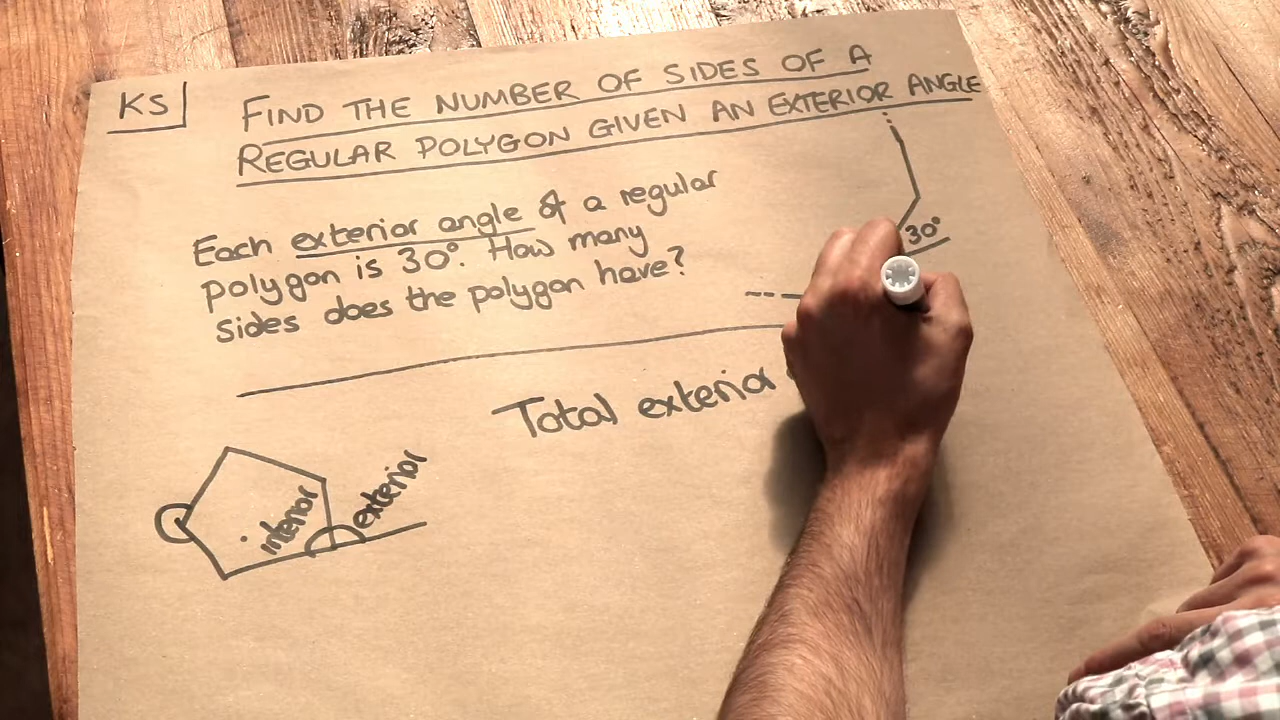 KS
FIND THE NUMBER OF SIDES OF A
REGULAR POLYGON GIVEN AN EXTERIOR ANGLE
Each exterior angle of a regular
polygon is 30°. How many
sides does the polygon have?
30°
Total exterior
interior
exterior